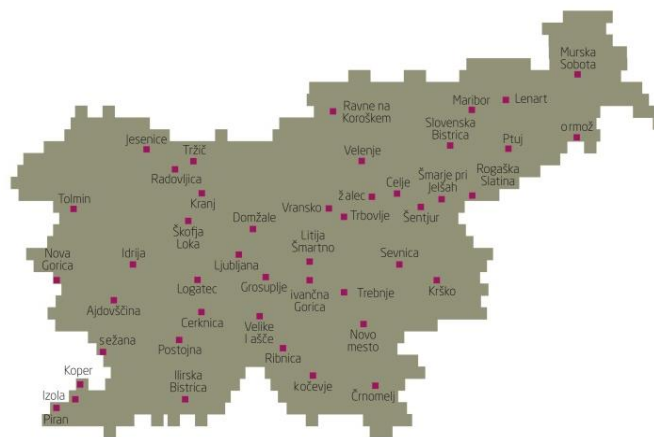 Murska
Sobota
Lenart
Maribor
Ravne na
Koroškem
Slovenska
Bistrica
ormož
Ptuj
Jesenice
Tržič
Velenje
Radovljica
Celje
Šmarje pri
Jelšah
Rogaška
Slatina
žalec
Kranj
Tolmin
Vransko
Trbovlje
Šentjur
Domžale
Škofja
Loka
Litija
Šmartno
Nova
Gorica
Idrija
Ljubljana
Sevnica
Logatec
Grosuplje
ivančna
Gorica
Trebnje
Krško
Ajdovščina
Cerknica
Velike
lašče
Novo
mesto
sežana
Postojna
Ribnica
Koper
Ilirska
Bistrica
kočevje
Črnomelj
Izola
Piran